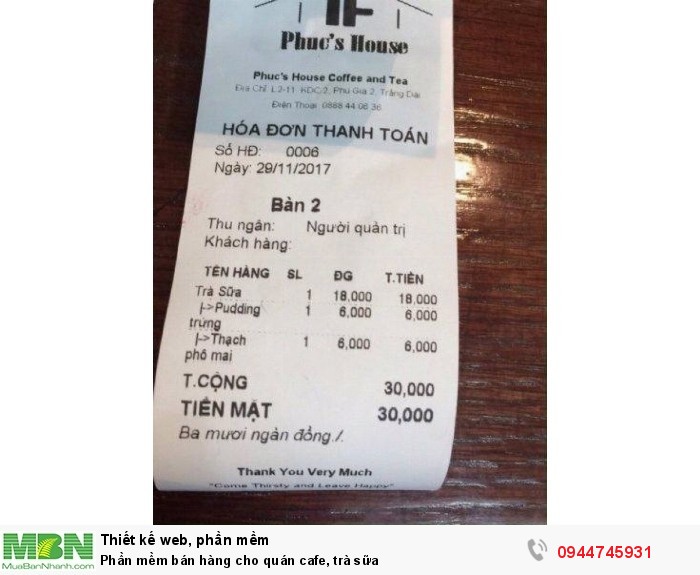 Phuc's House
Phuc's House Coffee and Tea
Địa Chỉ: L2-11, KDC/2, Phú Gia 2, Trảng Dài
Điện Thoại: 0868 44 06 36
HÓA ĐƠN THANH TOÁN
Số HĐ: 0006
Ngày: 29/11/2017
Bàn 2
Thu ngân: Người quản trị
Khách hàng:
TÊN HÀNG SL ĐG T.TIỀN
Trà Sữa 1 18,000 18,000
|->Pudding 1 6,000 6,000
trứng
|->Thạch 1 6,000 6,000
phô mai
T.CỘNG 30,000
TIỀN MẶT 30,000
Ba mươi ngàn đồng./.
Thank You Very Much
"Come Thirsty and Leave Happy"
MBN
MuaBanNhanh.com
Thiết kế web, phần mềm
Phần mềm bán hàng cho quán cafe, trà sữa
0944745931